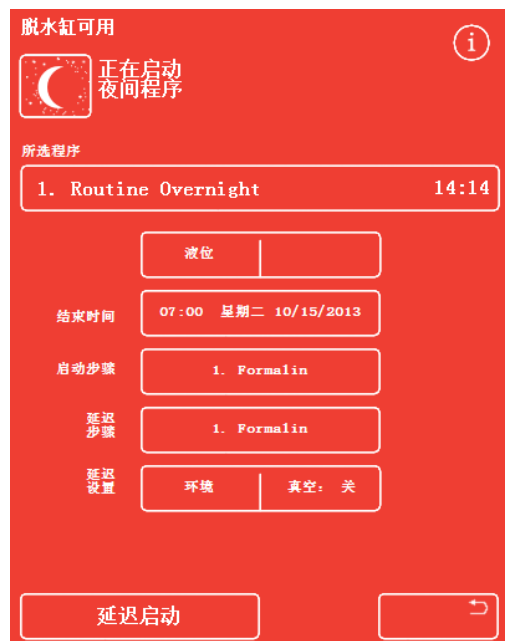 脱水缸可用
正在启动
夜间程序
所选程序
1. Routine Overnight 14:14
液位
结束时间 07:00 星期二 10/15/2013
启动步骤 1. Formalin
延迟
步骤 1. Formalin
延迟
设置 环境 真空: 关
延迟启动